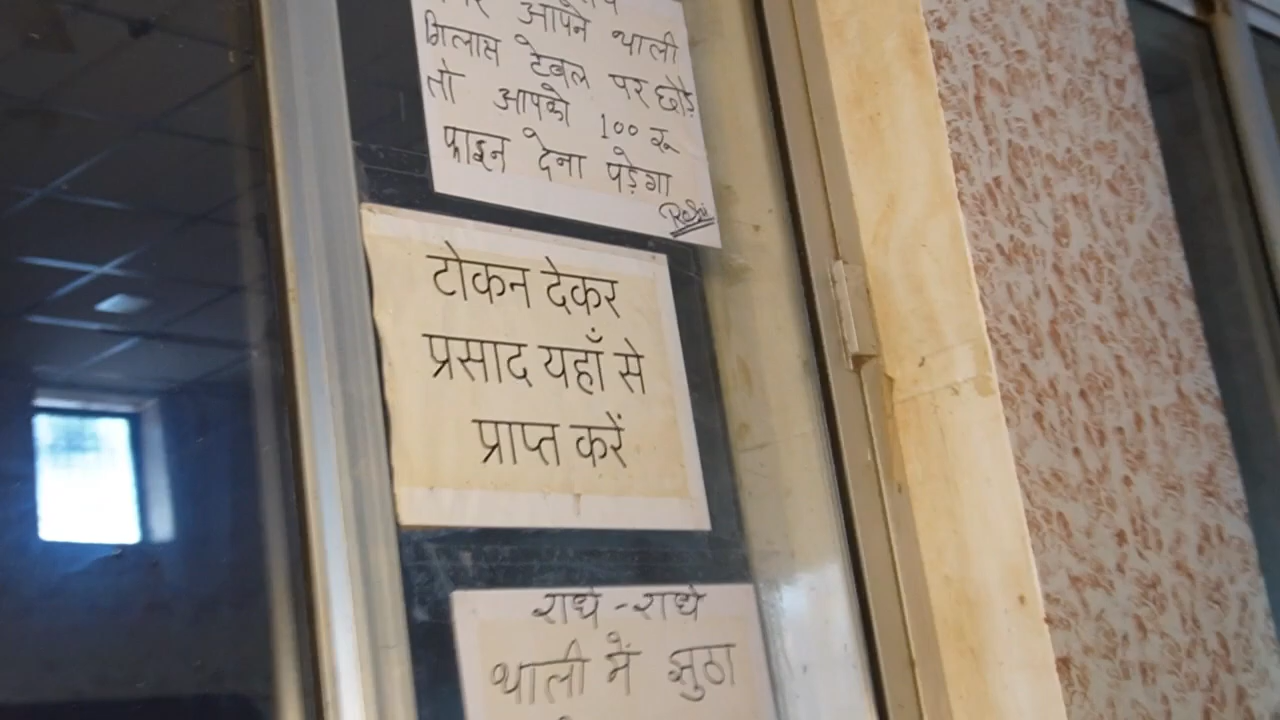 आपने थाली
गिलास टेबल पर छोड़े
तो आपको 100 रू
फाइन देना पड़ेगा
टोकन देकर
प्रसाद यहाँ से
प्राप्त करें
राधे - राधे
थाली में झुठा